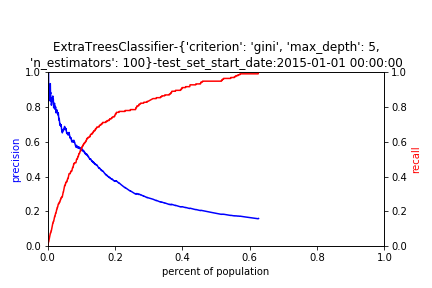 ExtraTreesClassifier-{'criterion': 'gini', 'max_depth': 5,
'n_estimators': 100}-test_set_start_date:2015-01-01 00:00:00
1.0
0.8
0.6
0.4
0.2
0.0
precision
1.0
0.8
0.6
0.4
0.2
0.0
recall
0.0 0.2 0.4 0.6 0.8 1.0
percent of population